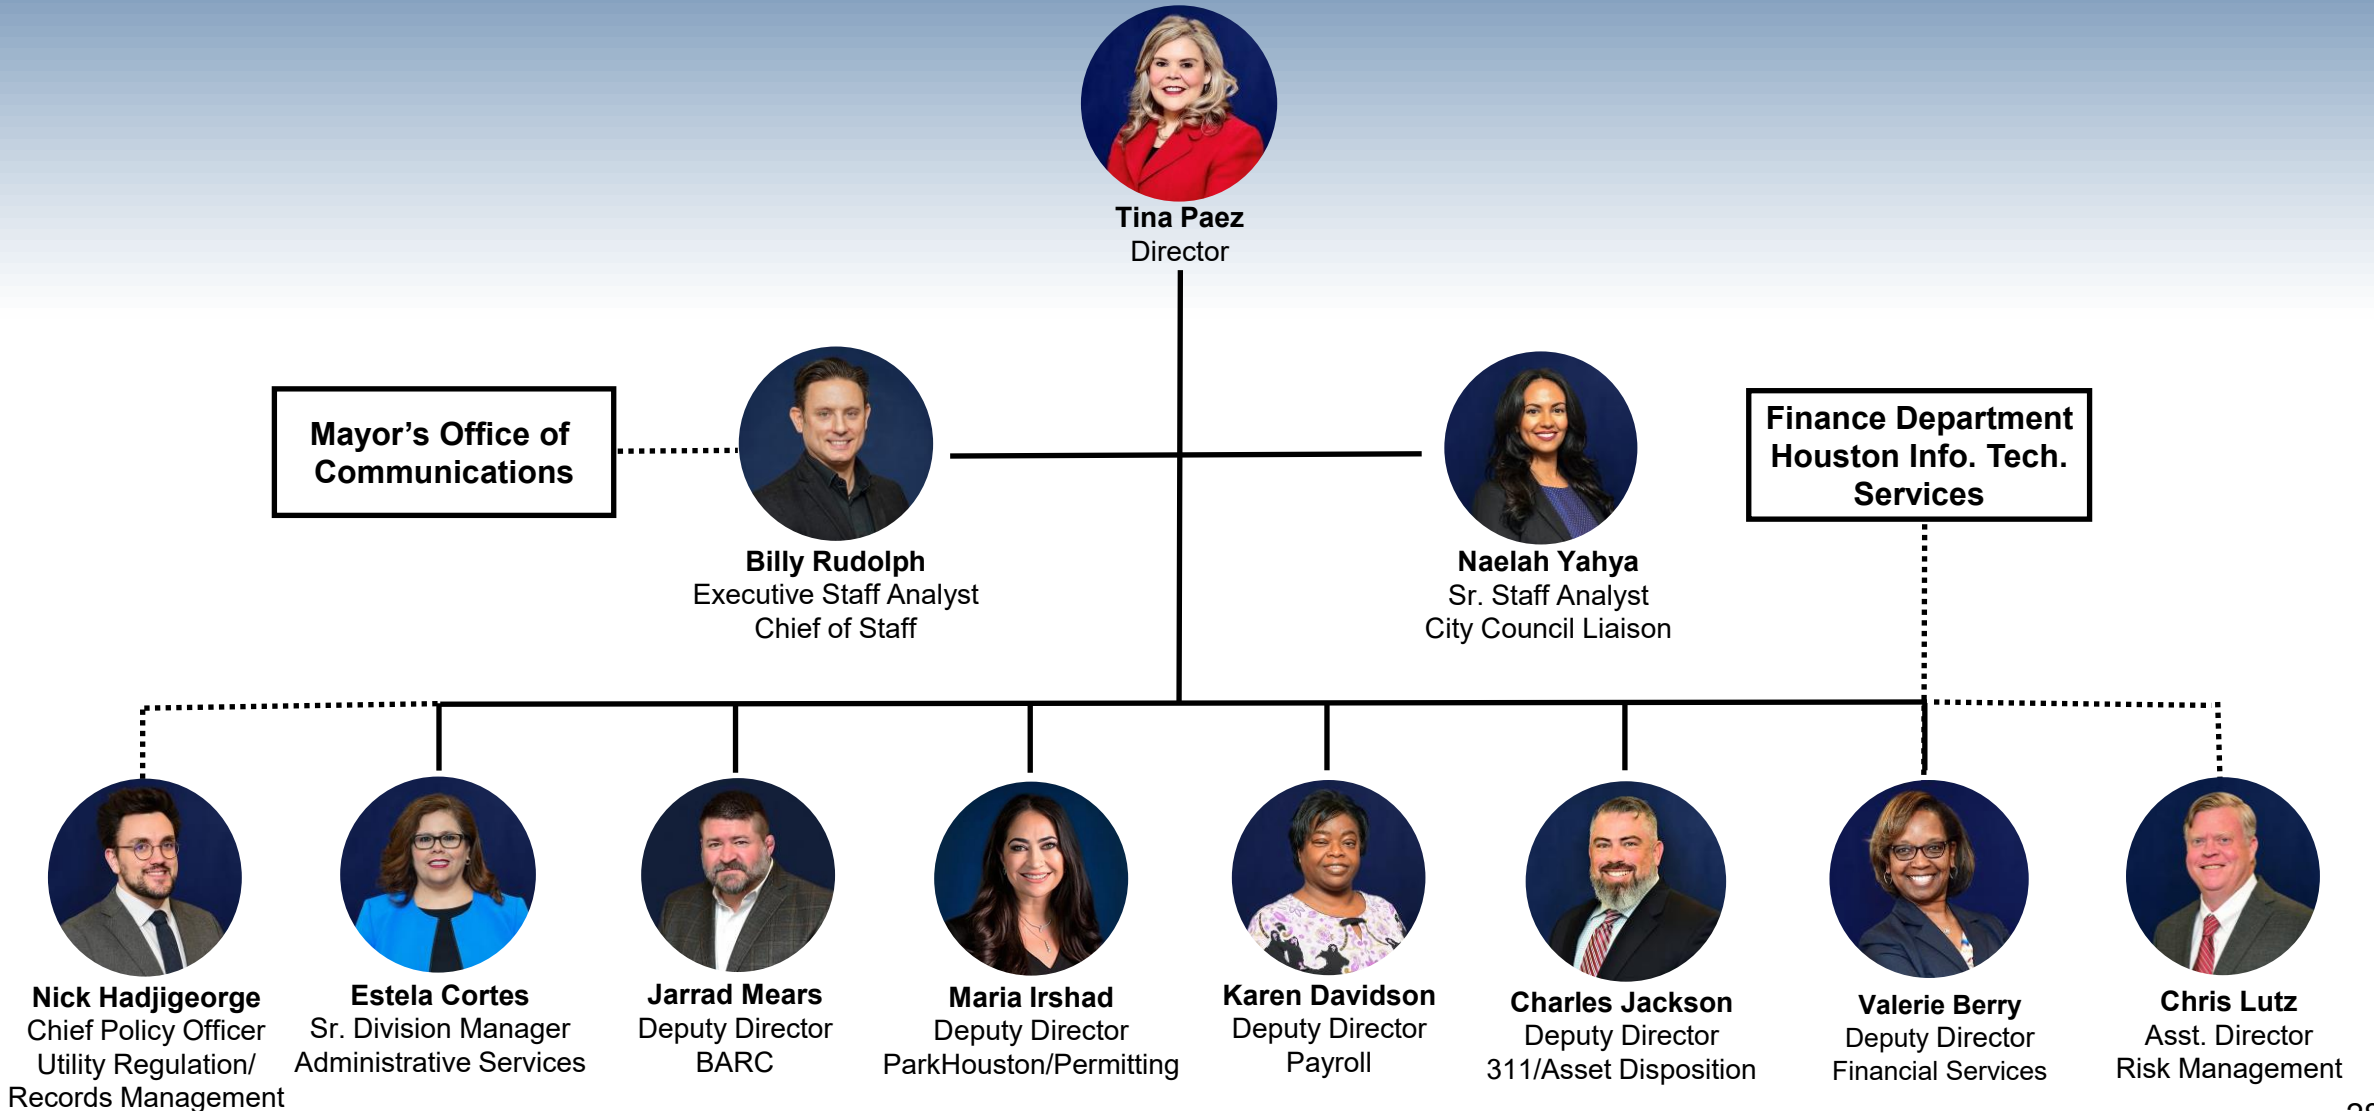 Tina Paez
Director
Mayor's Office of
Communications
Finance Department
Houston Info. Tech.
Services
Billy Rudolph
Executive Staff Analyst
Chief of Staff
Naelah Yahya
Sr. Staff Analyst
City Council Liaison
Nick Hadjigeorge
Chief Policy Officer
Utility Regulation/
Records Management
Estela Cortes
Sr. Division Manager
Administrative Services
Jarrad Mears
Deputy Director
BARC
Maria Irshad
Deputy Director
ParkHouston/Permitting
Karen Davidson
Deputy Director
Payroll
Charles Jackson
Deputy Director
311/Asset Disposition
Valerie Berry
Deputy Director
Financial Services
Chris Lutz
Asst. Director
Risk Management